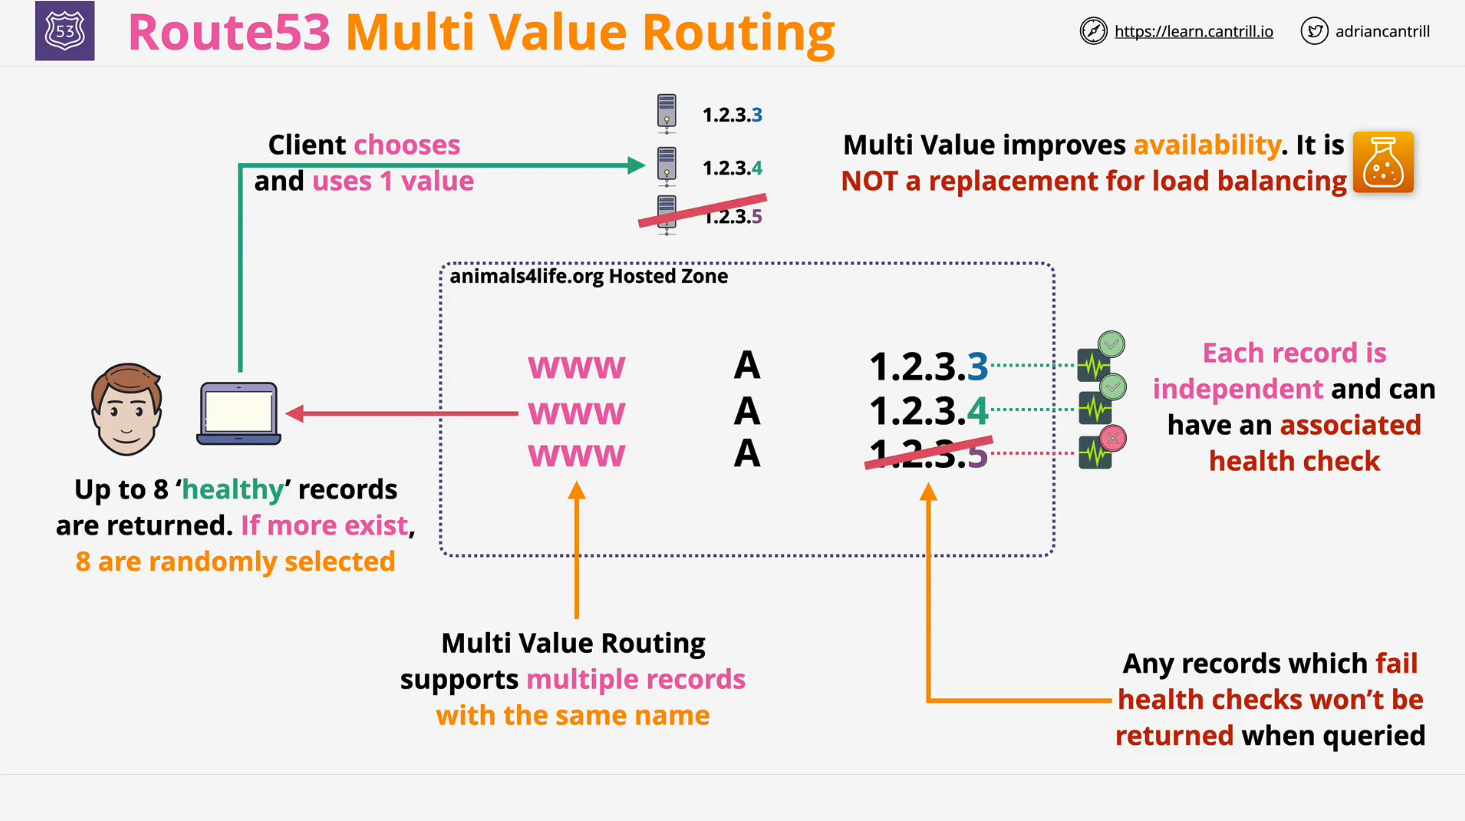 53
Route53 Multi Value Routing
https://learn.cantrill.io
adriancantrill
Client chooses
and uses 1 value
1.2.3.3
1.2.3.4
1.2.3.5
Multi Value improves availability. It is
NOT a replacement for load balancing
animals4life.org Hosted Zone
www A 1.2.3.3
www A 1.2.3.4
www A 1.2.3.5
Each record is
independent and can
have an associated
health check
Up to 8 ‘healthy’ records
are returned. If more exist,
8 are randomly selected
Multi Value Routing
supports multiple records
with the same name
Any records which fail
health checks won’t be
returned when queried